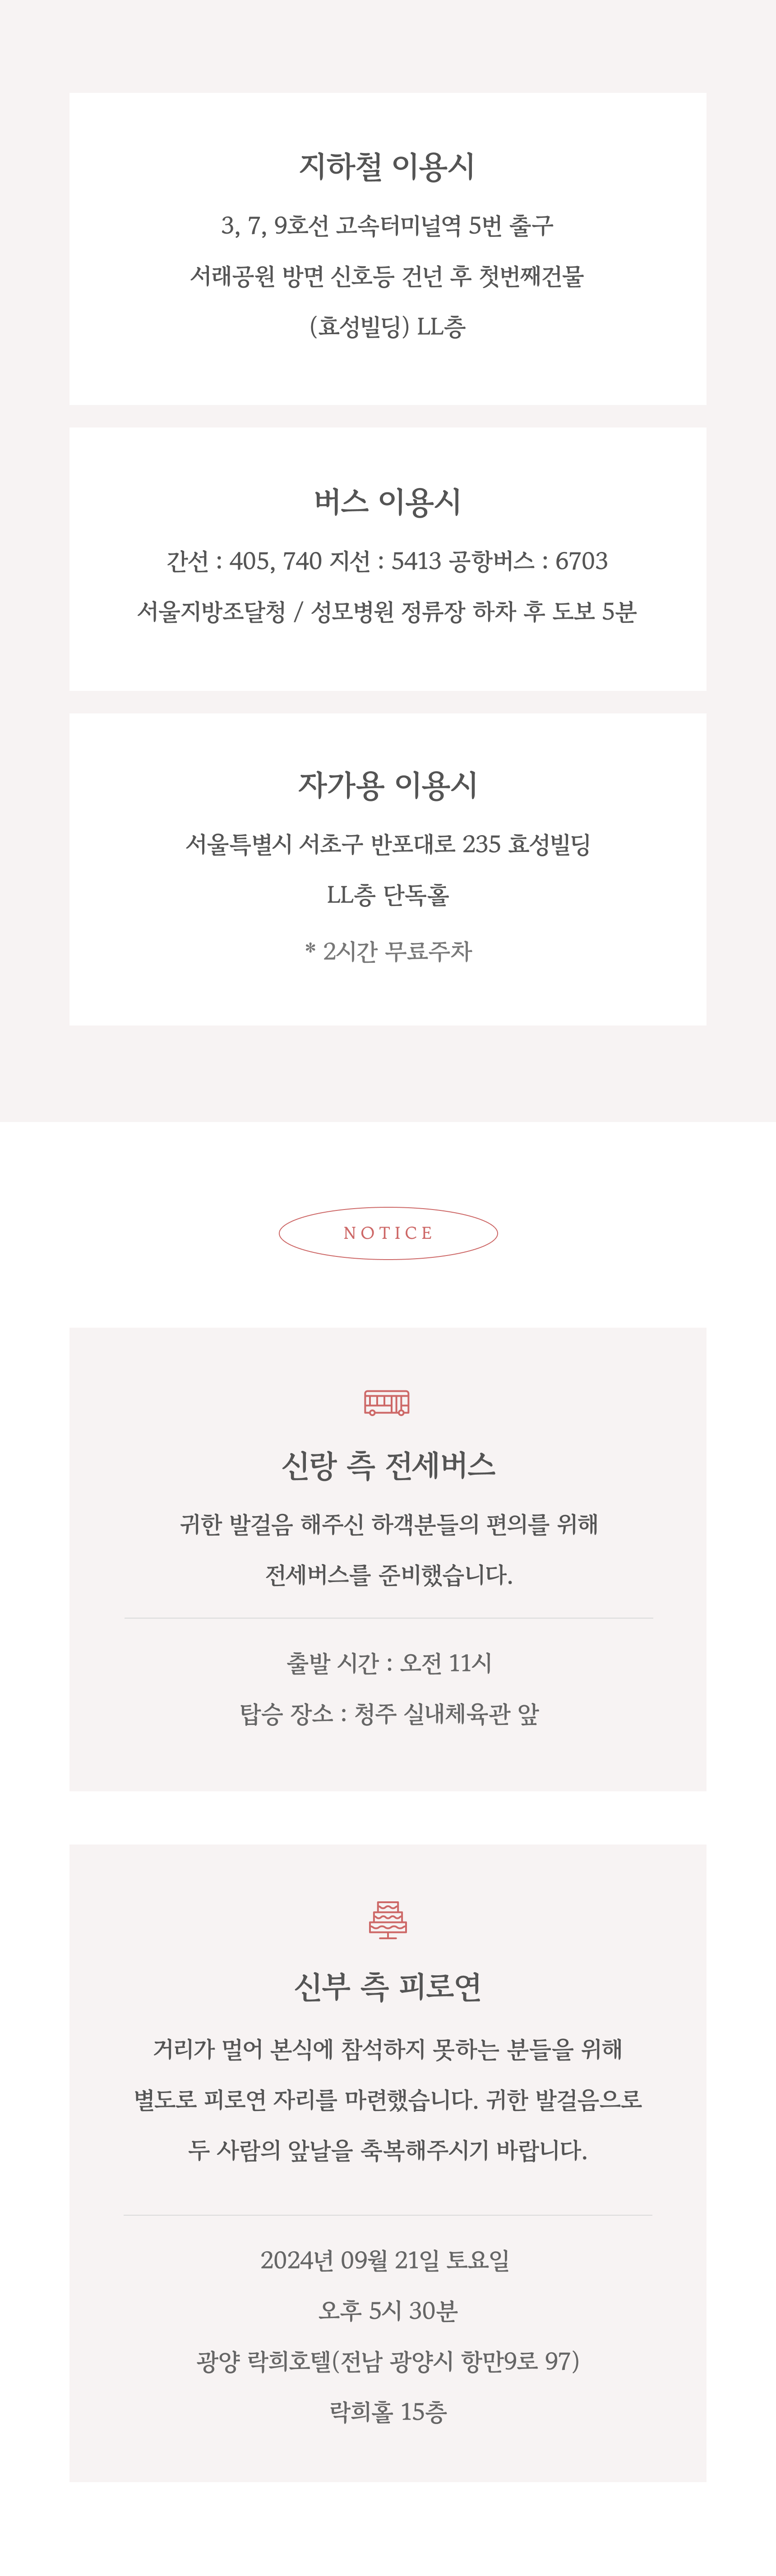 지하철 이용시
3, 7, 9호선 고속터미널역 5번 출구
서래공원 방면 신호등 건넌 후 첫번째건물
(효성빌딩) LL층
버스 이용시
간선 : 405, 740 지선 : 5413 공항버스 : 6703
서울지방조달청 / 성모병원 정류장 하차 후 도보 5분
자가용 이용시
서울특별시 서초구 반포대로 235 효성빌딩
LL층 단독홀
* 2시간 무료주차
NOTICE
신랑 측 전세버스
귀한 발걸음 해주신 하객분들의 편의를 위해
전세버스를 준비했습니다.
출발 시간 : 오전 11시
탑승 장소 : 청주 실내체육관 앞
신부 측 피로연
거리가 멀어 본식에 참석하지 못하는 분들을 위해
별도로 피로연 자리를 마련했습니다. 귀한 발걸음으로
두 사람의 앞날을 축복해주시기 바랍니다.
2024년 09월 21일 토요일
오후 5시 30분
광양 락희호텔(전남 광양시 항만9로 97)
락희홀 15층